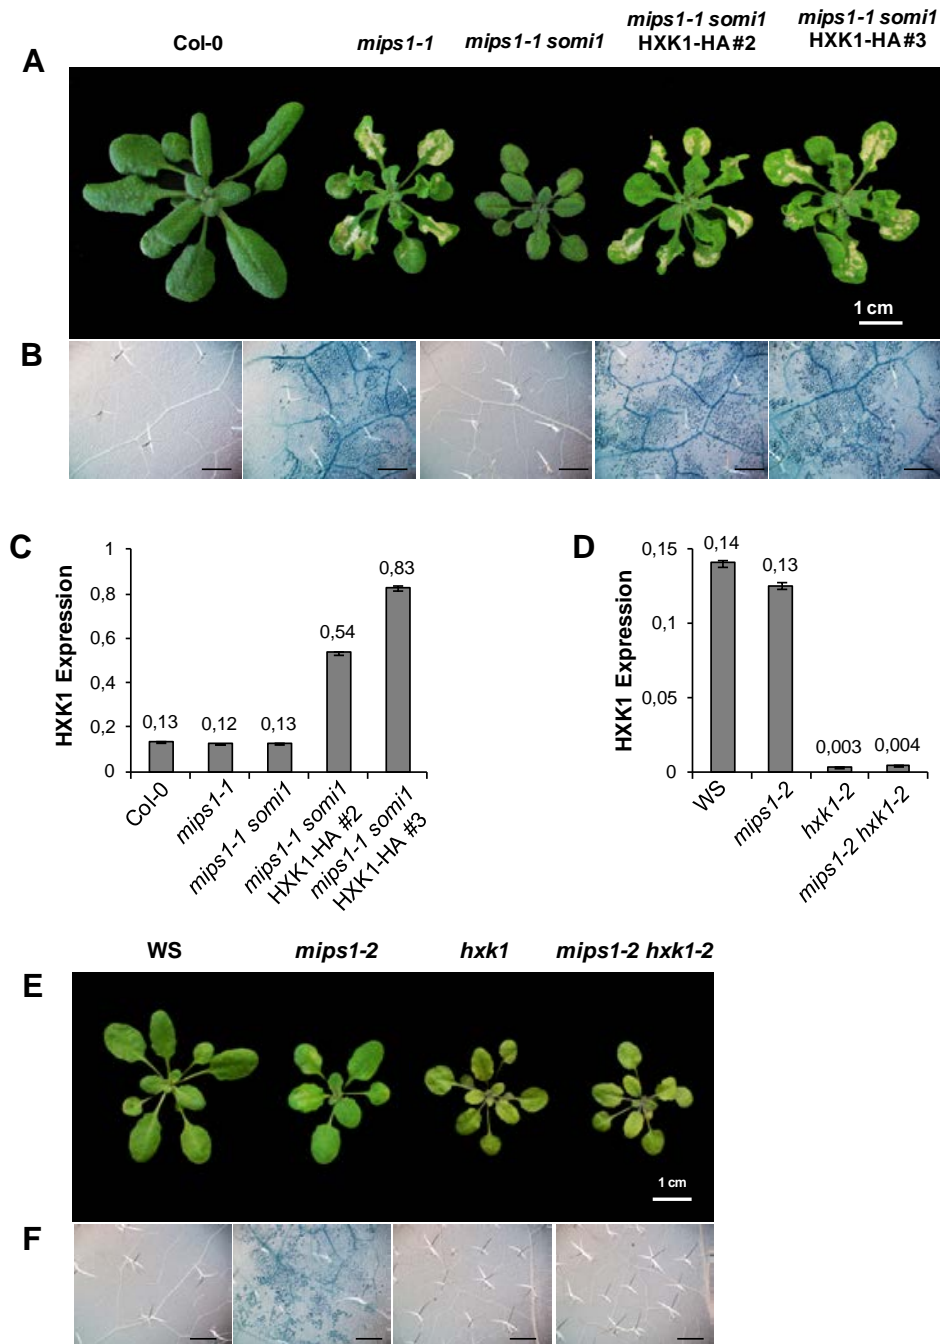 Col-0
mips1-1
mips1-1 somi1
mips1-1 somi1
HXK1-HA #2
mips1-1 somi1
HXK1-HA #3
A
1 cm
B
C
HXK1 Expression
1
0,8
0,6
0,4
0,2
0
0,13
0,12
0,13
0,54
0,83
Col-0
mips1-1
mips1-1 somi1
mips1-1 somi1
HXK1-HA #2
mips1-1 somi1
HXK1-HA #3
D
HXK1 Expression
0,15
0,1
0,05
0
0,14
0,13
0,003
0,004
WS
mips1-2
hxk1-2
mips1-2 hxk1-2
WS
mips1-2
hxk1
mips1-2 hxk1-2
E
1 cm
F